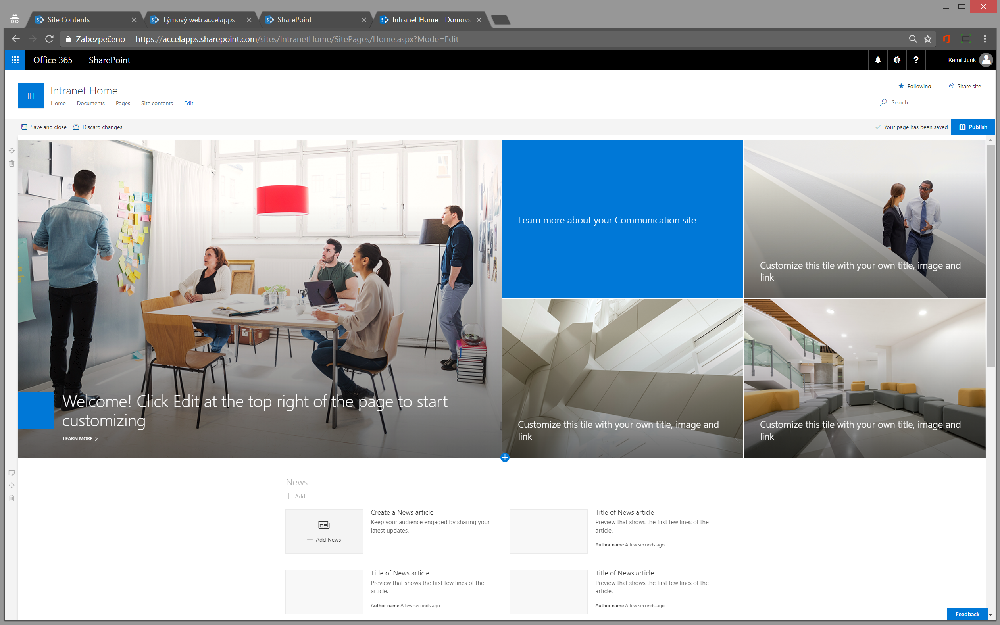 Site Contents
Týmový web accelapps -
SharePoint
Intranet Home - Domovs
Zabezpečeno
https://accelapps.sharepoint.com/sites/IntranetHome/SitePages/Home.aspx?Mode=Edit
Office 365
SharePoint
?
Kamil Juřík
IH
Intranet Home
Home
Documents
Pages
Site contents
Edit
Following
Share site
Search
Save and close
Discard changes
Your page has been saved
Publish
Welcome! Click Edit at the top right of the page to start
customizing
LEARN MORE
Learn more about your Communication site
Customize this tile with your own title, image and
link
Customize this tile with your own title, image and
link
Customize this tile with your own title, image and
link
News
Add
Add News
Create a News article
Keep your audience engaged by sharing your
latest updates.
Title of News article
Preview that shows the first few lines of the
article.
Author name A few seconds ago
Title of News article
Preview that shows the first few lines of the
article.
Author name A few seconds ago
Title of News article
Preview that shows the first few lines of the
article.
Author name A few seconds ago
Feedback